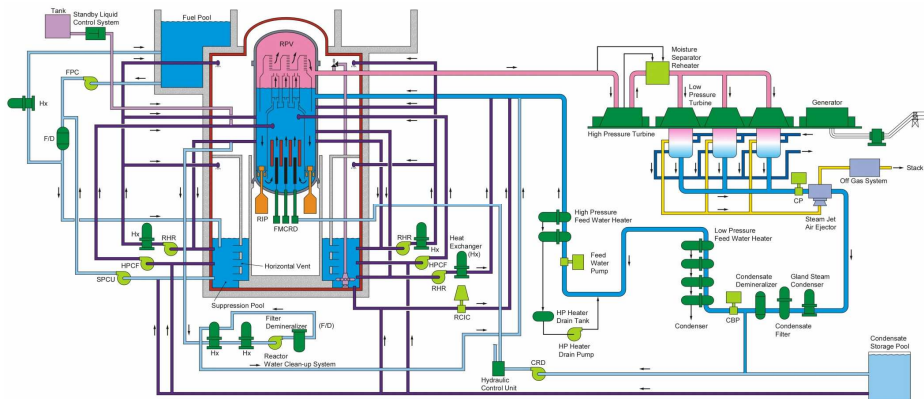 Tank
Standby Liquid
Control System
Fuel Pool
RPV
FPC
Hx
F/D
Moisture
Separator
Reheater
Low
Pressure
Turbine
High Pressure Turbine
Generator
Off Gas System
Stack
CP
Steam Jet
Air Ejector
RIP
FMCRD
Hx
RHR
HPCF
SPCU
Horizontal Vent
Suppression Pool
RHR
Hx
HPCF
RHR
Heat
Exchanger
(Hx)
RCIC
High Pressure
Feed Water Heater
Feed
Water
Pump
Low Pressure
Feed Water Heater
Condenser
CBP
Condensate
Demineralizer
Gland Steam
Condenser
Condensate
Filter
HP Heater
Drain Tank
HP Heater
Drain Pump
Filter
Demineralizer
(F/D)
Hx
Hx
Reactor
Water Clean-up System
Hydraulic
Control Unit
CRD
Condensate
Storage Pool